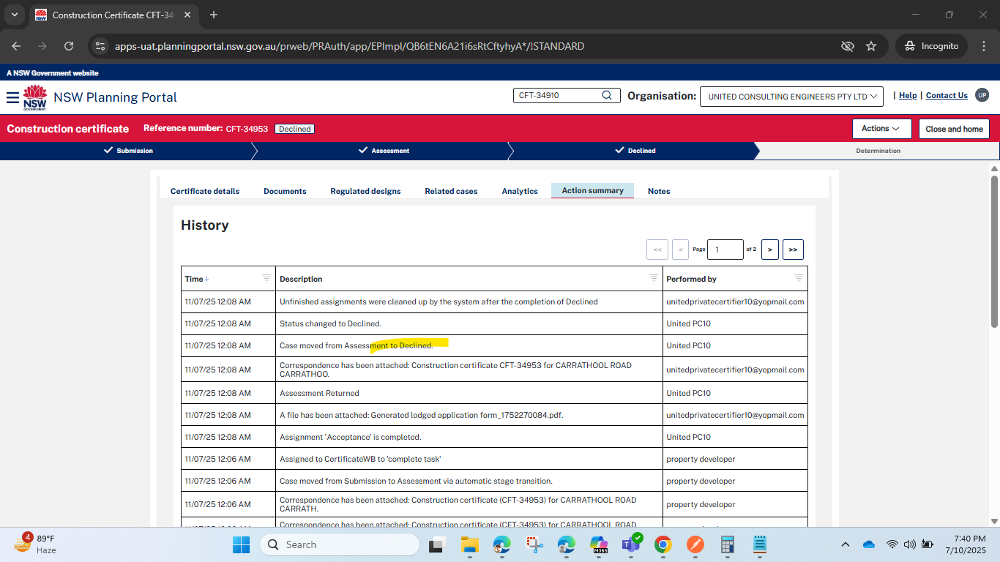 Construction Certificate CFT-34
apps-uat.planningportal.nsw.gov.au/prweb/PRAuth/app/EPImpl/QB6tEN6A21i6sRtCftyhyA*/!STANDARD
Incognito
A NSW Government website
NSW
GOVERNMENT
NSW Planning Portal
CFT-34910
Organisation:
UNITED CONSULTING ENGINEERS PTY LTD
| Help | Contact Us
UP
Construction certificate
Reference number: CFT-34953 Declined
Actions
Close and home
Submission
Assessment
Declined
Determination
Certificate details
Documents
Regulated designs
Related cases
Analytics
Action summary
Notes
History
<< < Page 1 of 2 > >>
Time Description Performed by
11/07/25 12:08 AM Unfinished assignments were cleaned up by the system after the completion of Declined unitedprivatecertifier10@yopmail.com
11/07/25 12:08 AM Status changed to Declined. United PC10
11/07/25 12:08 AM Case moved from Assessment to Declined. United PC10
11/07/25 12:08 AM Correspondence has been attached: Construction certificate CFT-34953 for CARRATHOOL ROAD
CARRATHOO. unitedprivatecertifier10@yopmail.com
11/07/25 12:08 AM Assessment Returned United PC10
11/07/25 12:08 AM A file has been attached: Generated lodged application form_1752270084.pdf. unitedprivatecertifier10@yopmail.com
11/07/25 12:08 AM Assignment 'Acceptance' is completed. United PC10
11/07/25 12:06 AM Assigned to CertificateWB to 'complete task' property developer
11/07/25 12:06 AM Case moved from Submission to Assessment via automatic stage transition. property developer
11/07/25 12:06 AM Correspondence has been attached: Construction certificate (CFT-34953) for CARRATHOOL ROAD
CARRATH. property developer
Correspondence has been attached: Construction certificate (CFT-34953) for CARRATHOOL ROAD
4
89°F
Haze
Search
M365
7:40 PM
7/10/2025